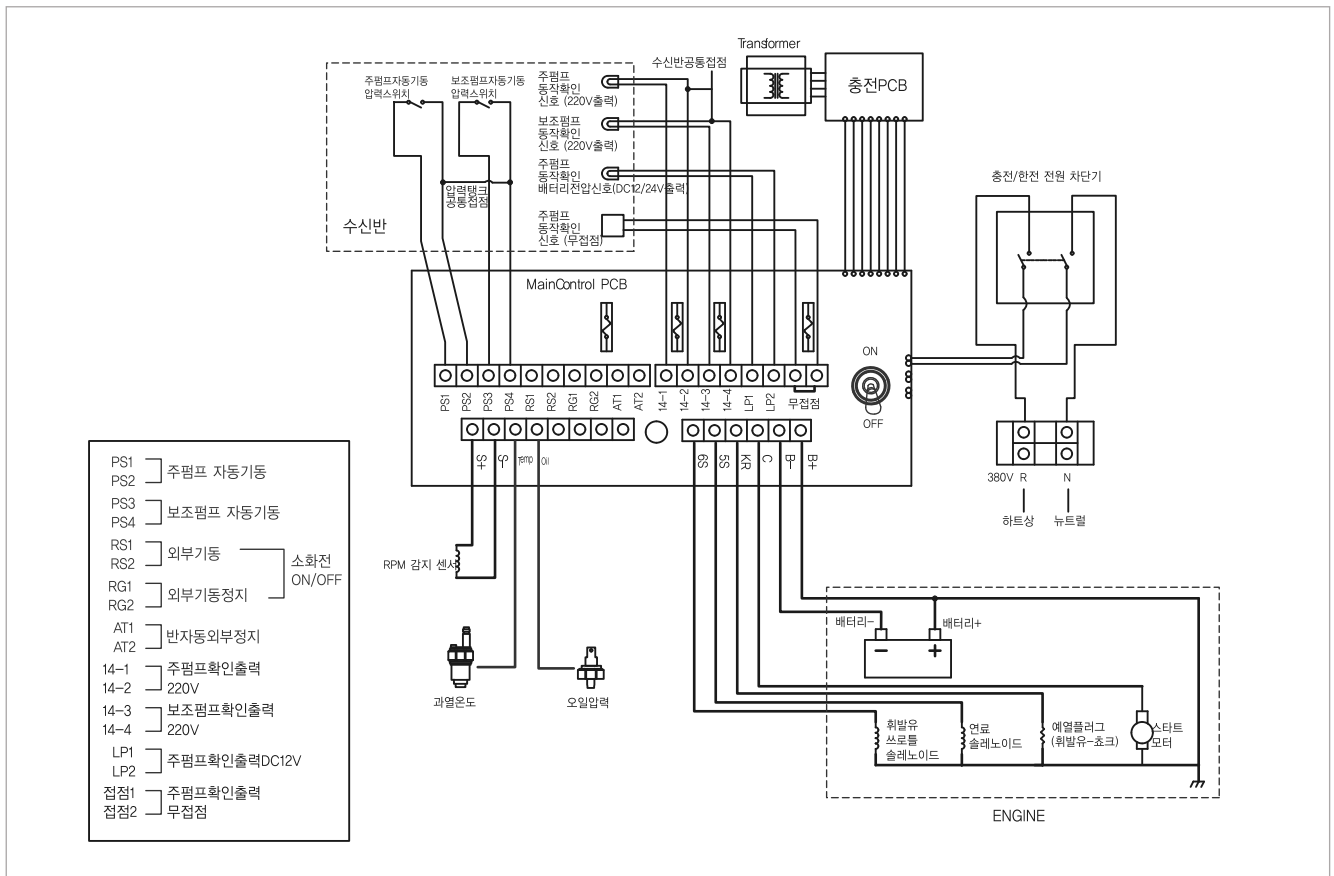 Transformer
수신반공통접점
충전PCB
주펌프자동기동
압력스위치
보조펌프자동기동
압력스위치
주펌프
동작확인
신호 (220V출력)
보조펌프
동작확인
신호 (220V출력)
주펌프
동작확인
배터리전압신호(DC12/24V출력)
압력탱크
공통접점
수신반
주펌프
동작확인
신호 (무접점)
충전/한전 전원 차단기
MainControl PCB
ON
OFF
PS1
PS2
PS3
PS4
RS1
RS2
RG1
RG2
AT1
AT2
14-1
14-2
14-3
14-4
LP1
LP2
무접점
S+
S-
Temp
Oil
6S
5S
KR
C
B-
B+
380V R
N
하트상
뉴트럴
RPM 감지 센서
과열온도
오일압력
배터리-
배터리+
휘발유
쓰로틀
솔레노이드
연료
솔레노이드
예열플러그
(휘발유-쵸크)
스타트
모터
ENGINE
PS1
PS2
주펌프 자동기동
PS3
PS4
보조펌프 자동기동
RS1
RS2
외부기동
소화전
ON/OFF
RG1
RG2
외부기동정지
AT1
AT2
반자동외부정지
14-1
14-2
주펌프확인출력
220V
14-3
14-4
보조펌프확인출력
220V
LP1
LP2
주펌프확인출력DC12V
접점1
접점2
주펌프확인출력
무접점